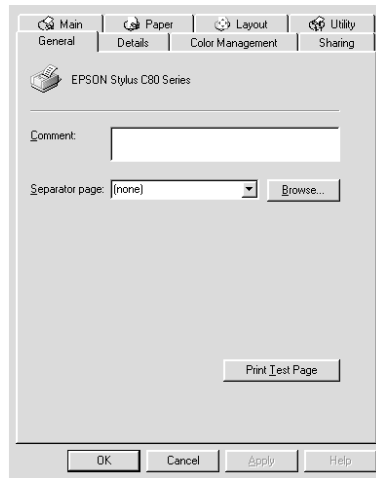 Main Paper Layout Utility
General Details Color Management Sharing
EPSON Stylus C80 Series
Comment:
Separator page: (none) Browse...
Print Test Page
OK Cancel Apply Help